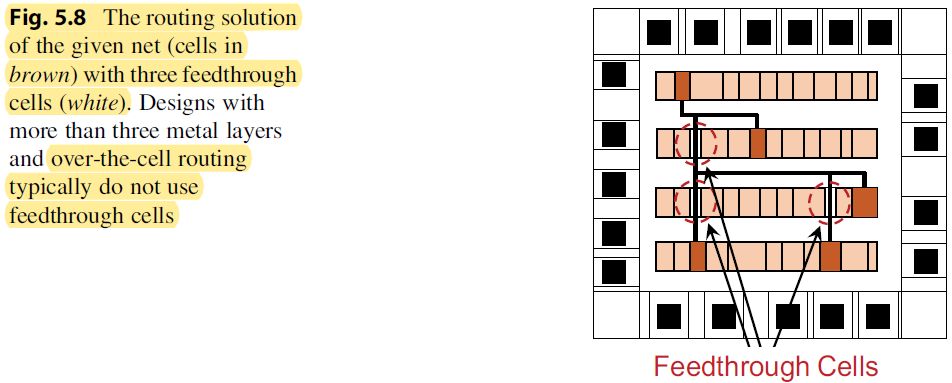 Fig. 5.8 The routing solution
of the given net (cells in
brown) with three feedthrough
cells (white). Designs with
more than three metal layers
and over-the-cell routing
typically do not use
feedthrough cells
Feedthrough Cells